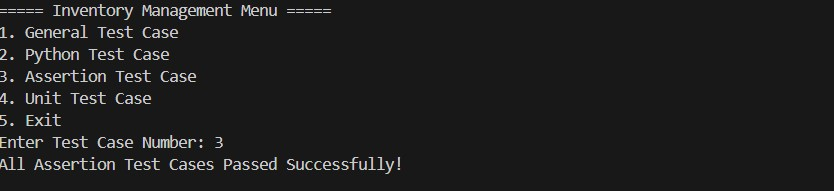 ===== Inventory Management Menu =====
1. General Test Case
2. Python Test Case
3. Assertion Test Case
4. Unit Test Case
5. Exit
Enter Test Case Number: 3
All Assertion Test Cases Passed Successfully!